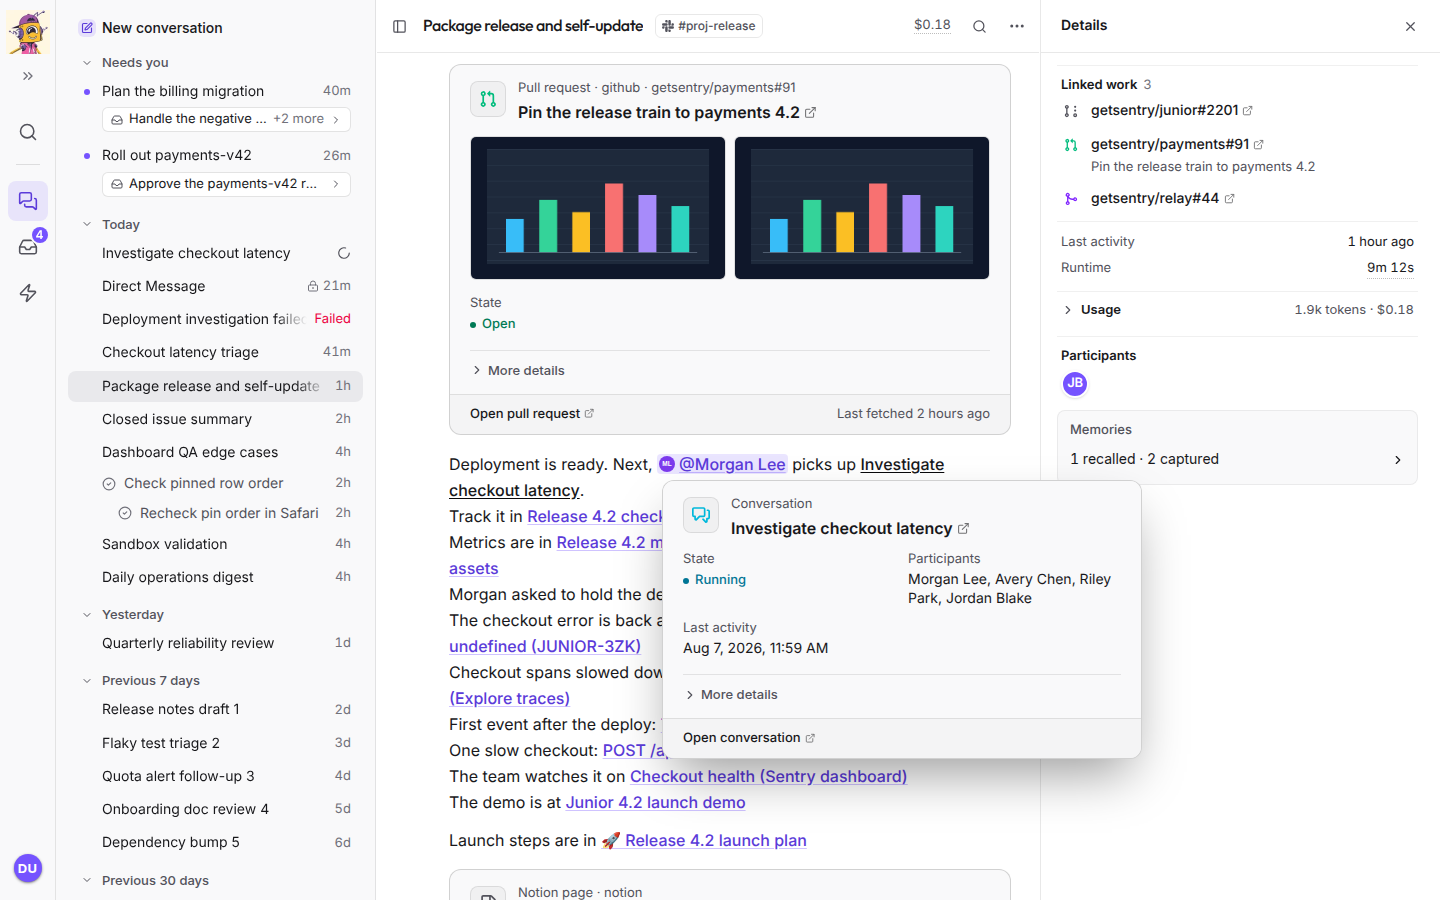 New conversation
Needs you
Plan the billing migration 40m
Handle the negative ... +2 more
Roll out payments-v42 26m
Approve the payments-v42 r...
Today
4
Investigate checkout latency
Direct Message 21m
Deployment investigation failed Failed
Checkout latency triage 41m
Package release and self-update 1h
Closed issue summary 2h
Dashboard QA edge cases 4h
Check pinned row order 2h
Recheck pin order in Safari 2h
Sandbox validation 4h
Daily operations digest 4h
Yesterday
Quarterly reliability review 1d
Previous 7 days
Release notes draft 1 2d
Flaky test triage 2 3d
Quota alert follow-up 3 4d
Onboarding doc review 4 5d
Dependency bump 5 6d
Previous 30 days
DU
Package release and self-update #proj-release $0.18
Pull request · github · getsentry/payments#91
Pin the release train to payments 4.2
State
Open
More details
Open pull request Last fetched 2 hours ago
Deployment is ready. Next, ML @Morgan Lee picks up Investigate
checkout latency.
Track it in Release 4.2 check
Metrics are in Release 4.2 m
assets
Morgan asked to hold the de
The checkout error is back a
undefined (JUNIOR-3ZK)
Checkout spans slowed dow
(Explore traces)
First event after the deploy:
One slow checkout: POST /a
The team watches it on Checkout health (Sentry dashboard)
The demo is at Junior 4.2 launch demo
Launch steps are in 🚀 Release 4.2 launch plan
Notion page · notion
Conversation
Investigate checkout latency
State
Running
Participants
Morgan Lee, Avery Chen, Riley
Park, Jordan Blake
Last activity
Aug 7, 2026, 11:59 AM
More details
Open conversation
Details
Linked work 3
getsentry/junior#2201
getsentry/payments#91
Pin the release train to payments 4.2
getsentry/relay#44
Last activity 1 hour ago
Runtime 9m 12s
Usage 1.9k tokens · $0.18
Participants
JB
Memories
1 recalled · 2 captured